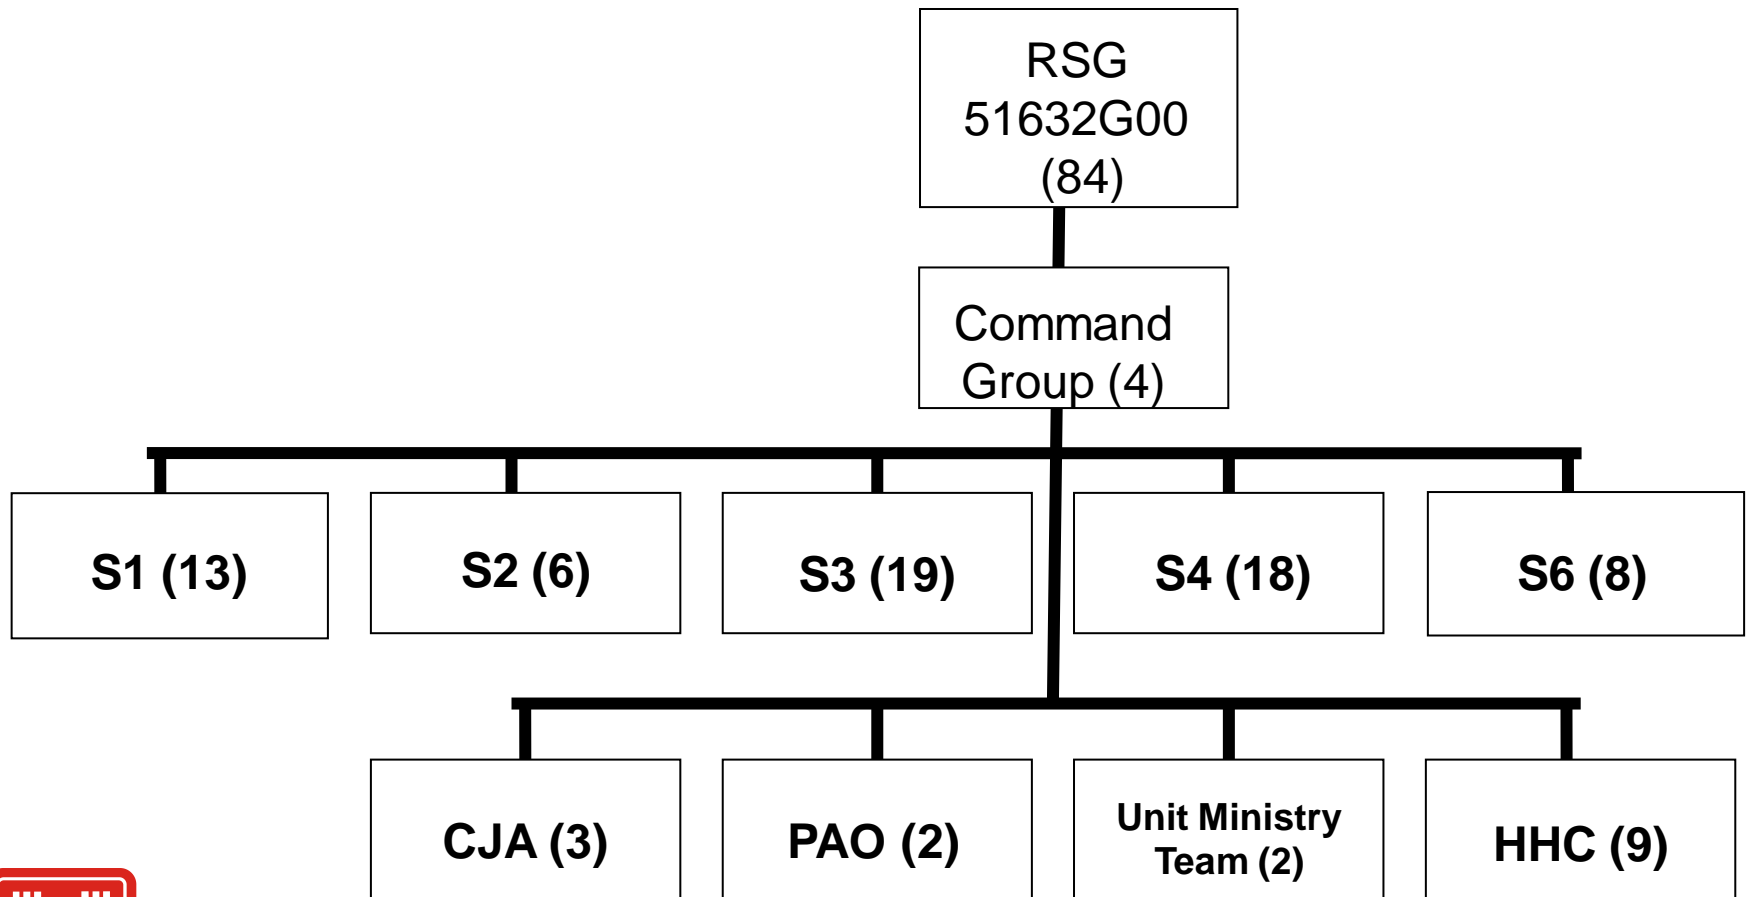 RSG
51632G00
(84)
Command
Group (4)
S1 (13)
S2 (6)
S3 (19)
S4 (18)
S6 (8)
CJA (3)
PAO (2)
Unit Ministry
Team (2)
HHC (9)